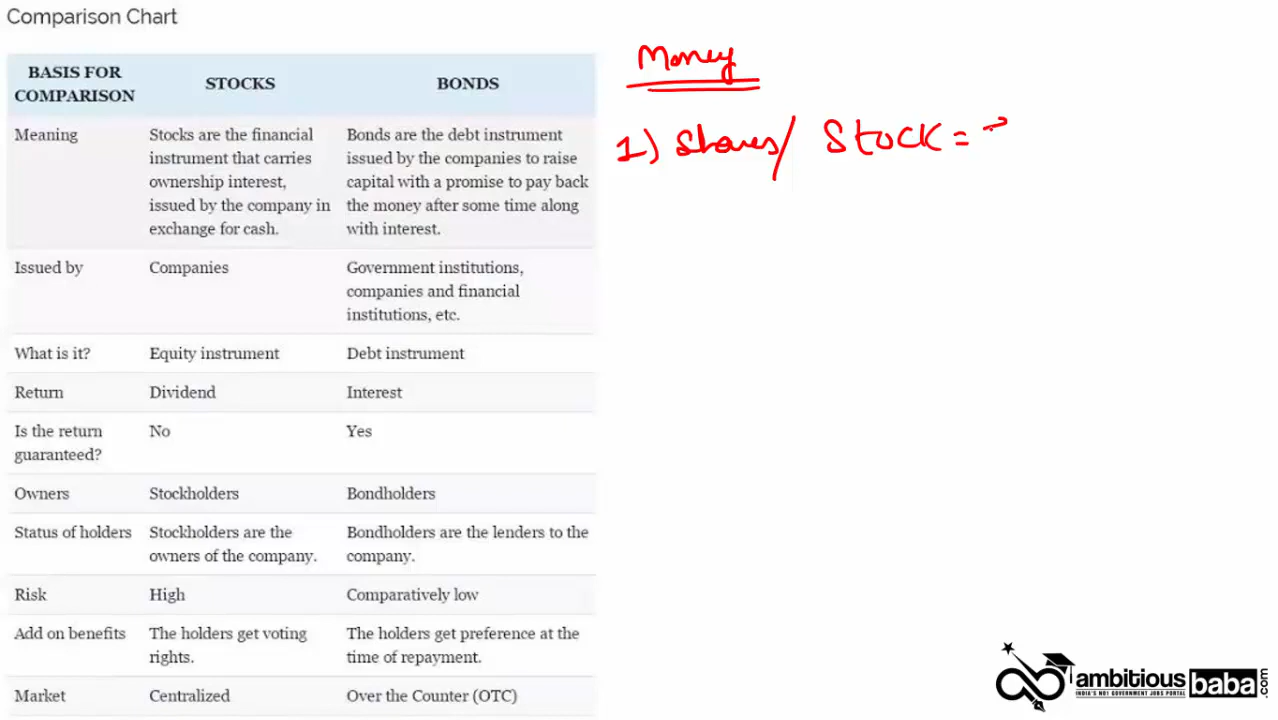 Comparison Chart
BASIS FOR COMPARISON STOCKS BONDS
Meaning
Stocks are the financial
instrument that carries
ownership interest,
issued by the company in
exchange for cash.
Bonds are the debt instrument
issued by the companies to raise
capital with a promise to pay back
the money after some time along
with interest.
Issued by
Companies
Government institutions,
companies and financial
institutions, etc.
What is it? Equity instrument Debt instrument
Return Dividend Interest
Is the return
guaranteed?
No
Yes
Owners Stockholders Bondholders
Status of holders
Stockholders are the
owners of the company.
Bondholders are the lenders to the
company.
Risk High Comparatively low
Add on benefits
The holders get voting
rights.
The holders get preference at the
time of repayment.
Market Centralized Over the Counter (OTC)
Money
1) Shares/ Stock =
ambitiousbaba.com
INDIA'S NO1 GOVERNMENT JOBS PORTAL